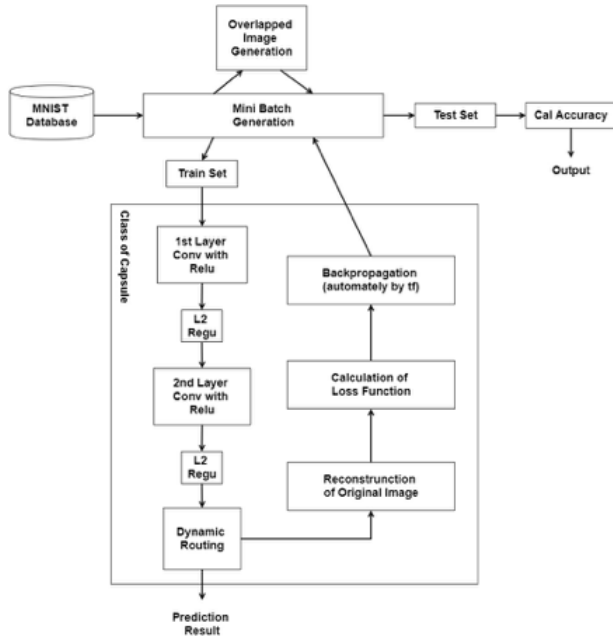 Overlapped
Image
Generation
MNIST
Database
Mini Batch
Generation
Test Set
Cal Accuracy
Output
Train Set
Class of Capsule
1st Layer
Conv with
Relu
L2
Regu
2nd Layer
Conv with
Relu
L2
Regu
Dynamic
Routing
Prediction
Result
Backpropagation
(automately by tf)
Calculation of
Loss Function
Reconstrunction
of Original Image